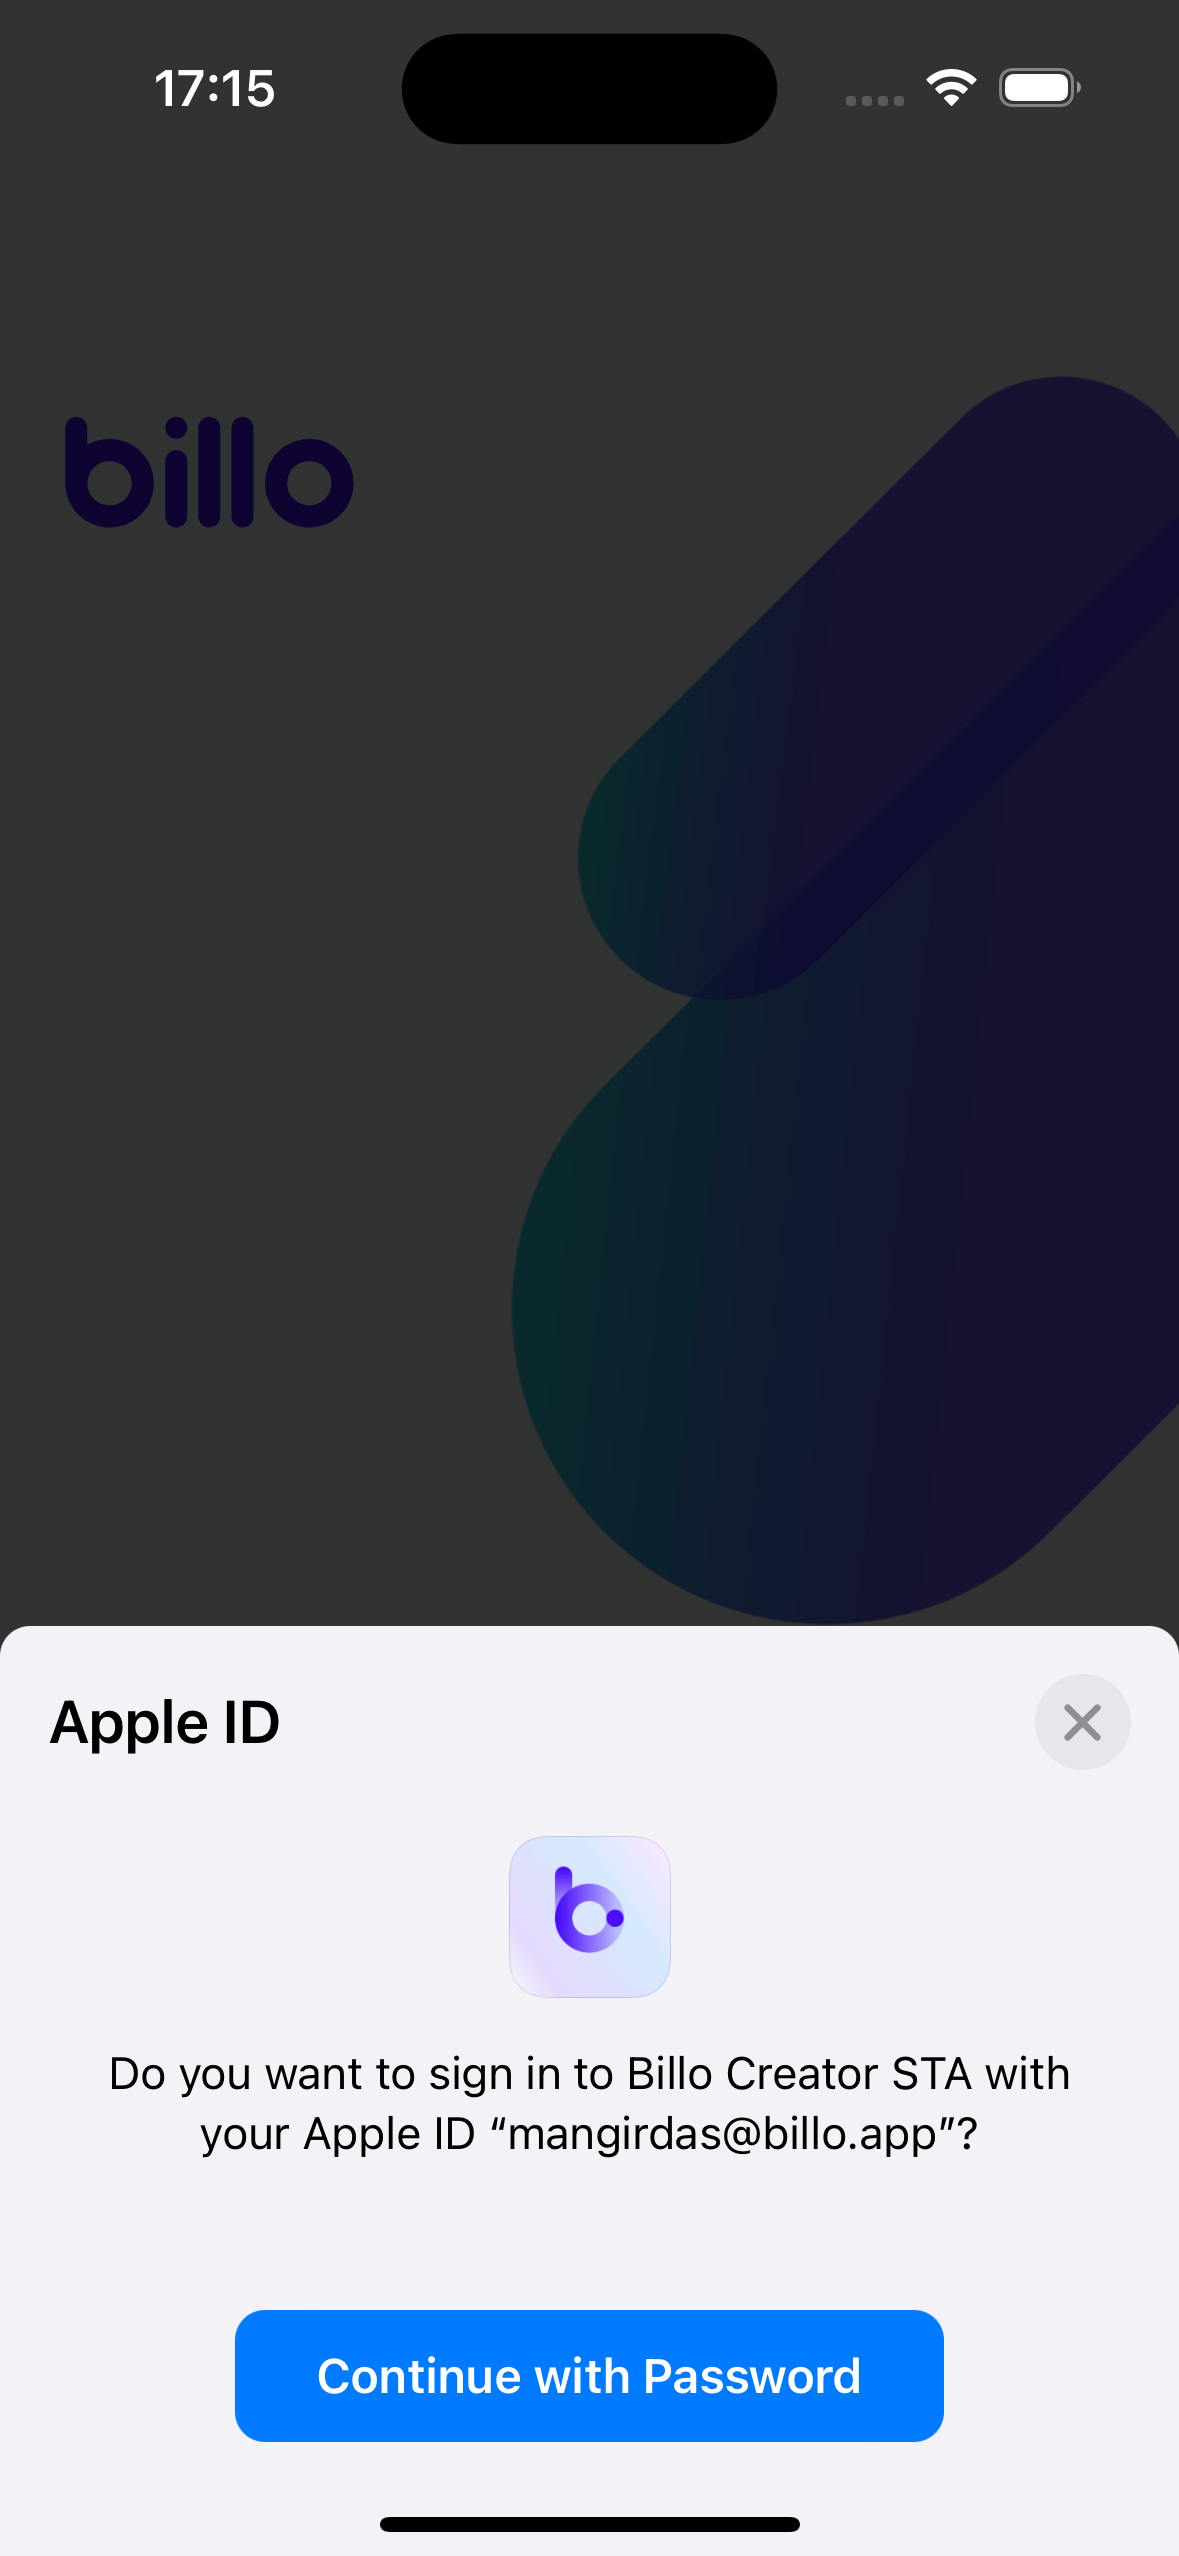 17:15
billo
Apple ID
Do you want to sign in to Billo Creator STA with
your Apple ID “mangirdas@billo.app”?
Continue with Password